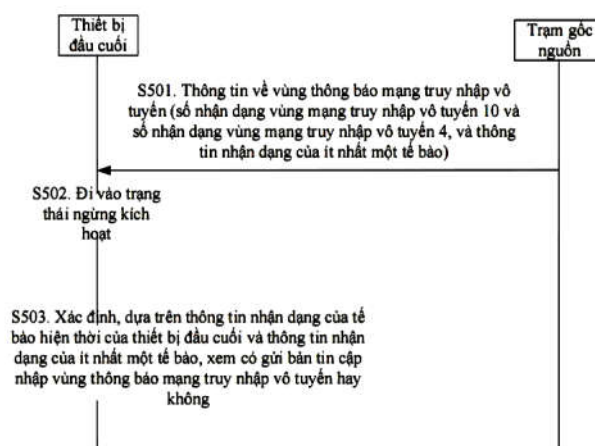 Thiết bị
đầu cuối
Trạm gốc
nguồn
S501. Thông tin về vùng thông báo mạng truy nhập vô
tuyến (số nhận dạng vùng mạng truy nhập vô tuyến 10 và
số nhận dạng vùng mạng truy nhập vô tuyến 4, và thông
tin nhận dạng của ít nhất một tế bào)
S502. Đi vào trạng
thái ngừng kích
hoạt
S503. Xác định, dựa trên thông tin nhận dạng của tế
bào hiện thời của thiết bị đầu cuối và thông tin nhận
dạng của ít nhất một tế bào, xem có gửi bản tin cập
nhập vùng thông báo mạng truy nhập vô tuyến hay
không